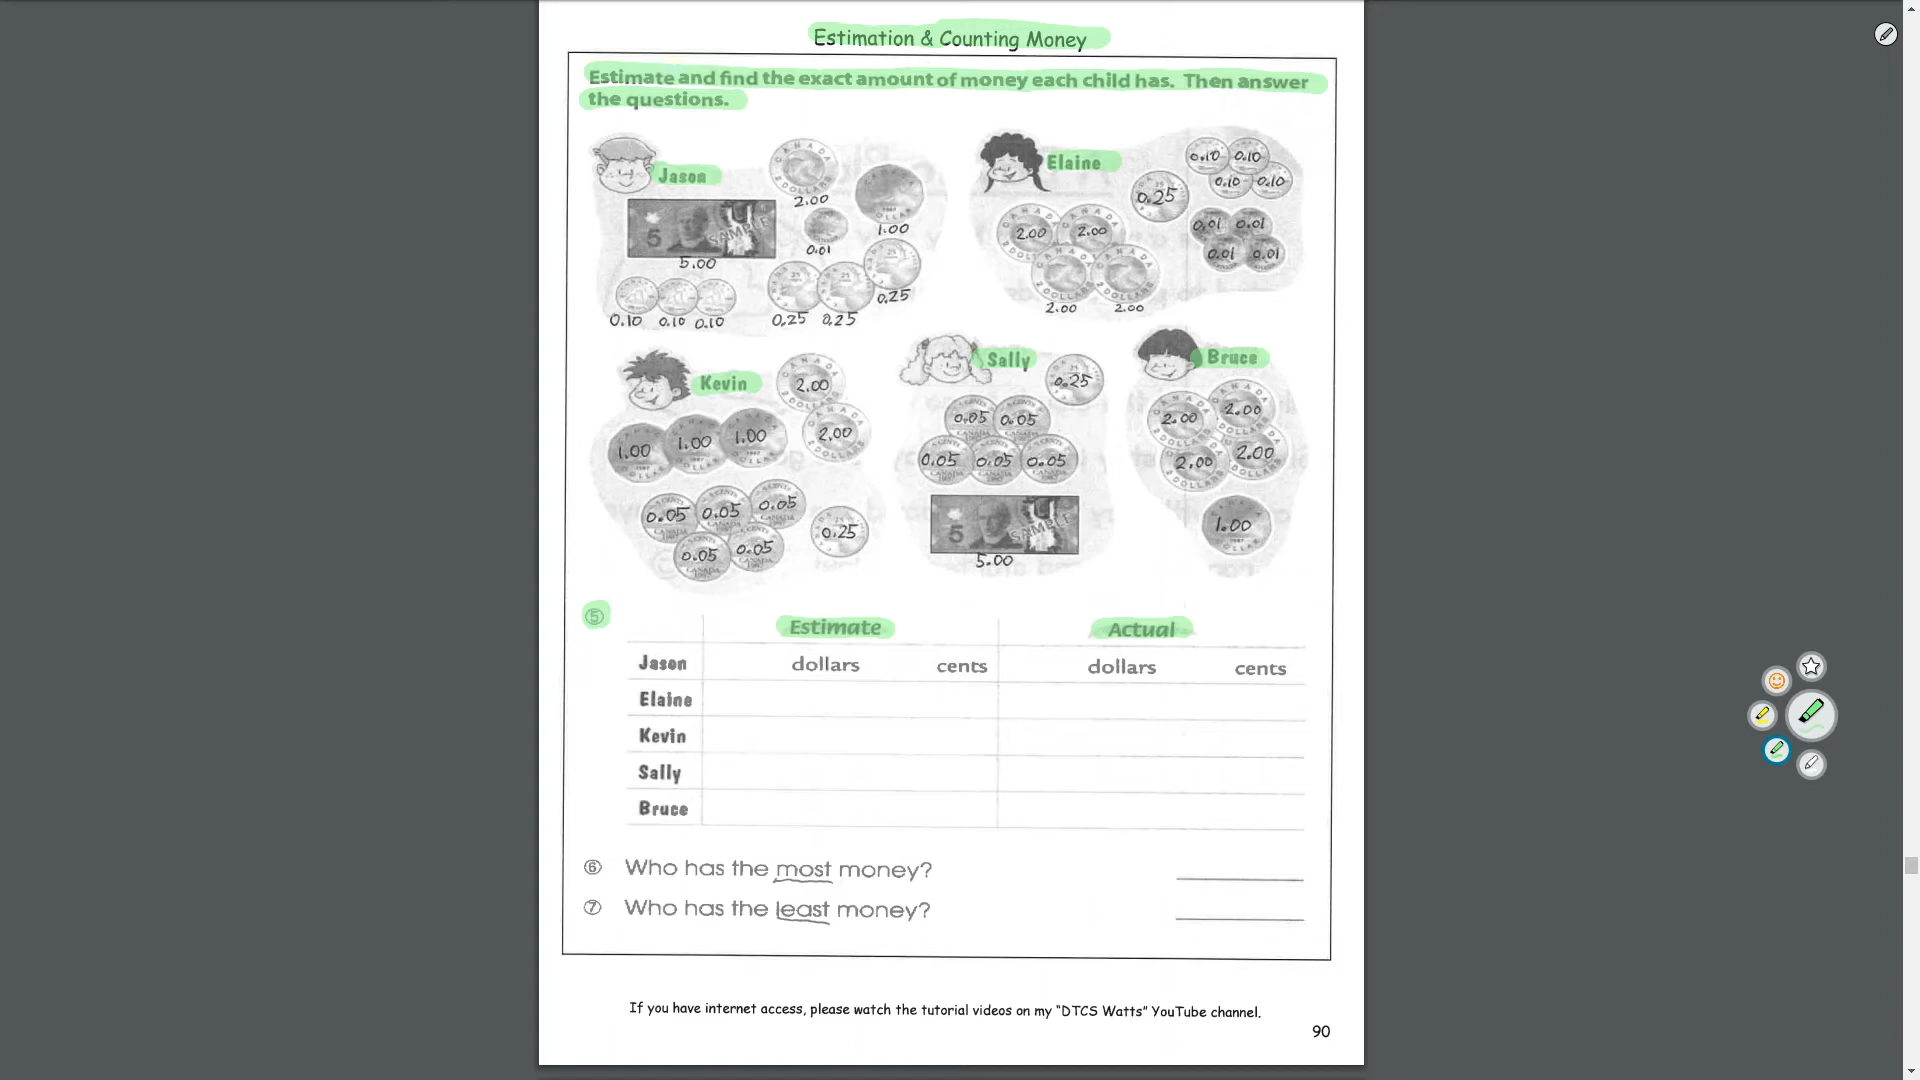 Estimation & Counting Money
Estimate and find the exact amount of money each child has. Then answer
the questions.
Jason
CANADA 2 DOLLARS
2.00
5 SAMPLE
5.00
1.00
0.01
0.10 0.10 0.10
0.25 0.25
0.25
Elaine
0.25
0.10 0.10
0.10 0.10
2.00 2.00
0.01 0.01
0.01 0.01
2.00 2.00
Kevin
2.00
2.00
1.00 1.00 1.00
0.05 0.05 0.05
0.05 0.05
0.25
Sally
0.25
0.05 0.05
0.05 0.05 0.05
5 SAMPLE
5.00
Bruce
2.00 2.00
2.00 2.00
1.00
⑤ Estimate Actual
Jason dollars cents dollars cents
Elaine
Kevin
Sally
Bruce
⑥ Who has the most money?
⑦ Who has the least money?
If you have internet access, please watch the tutorial videos on my “DTCS Watts” YouTube channel.
90